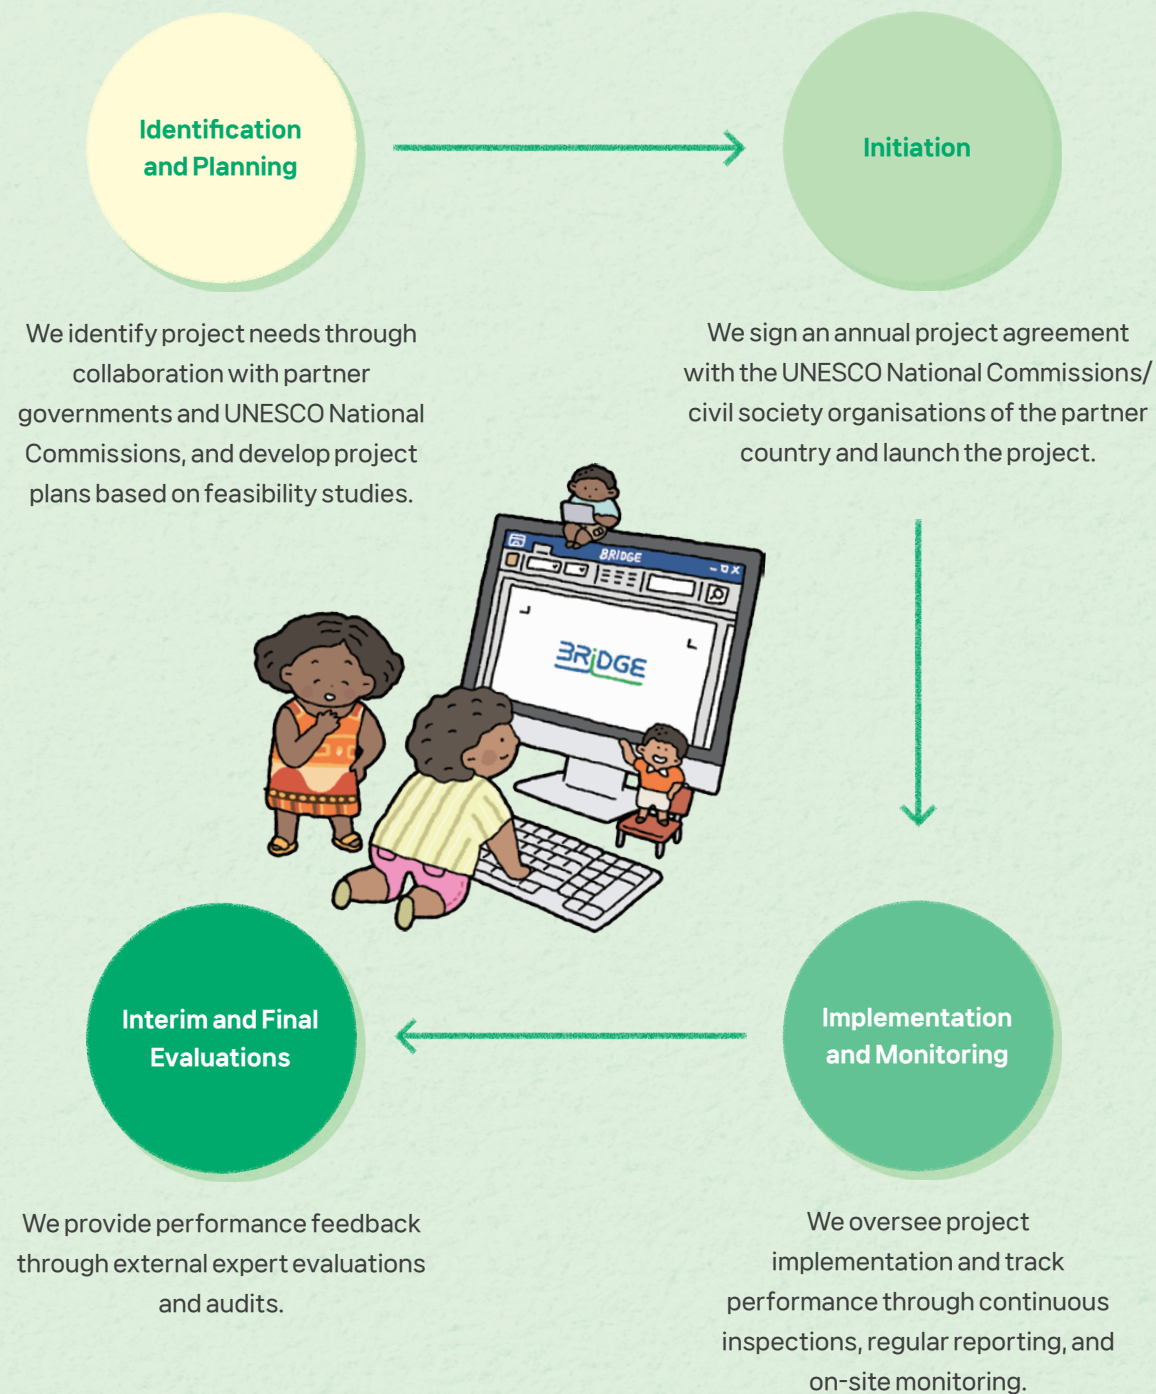 Identification
and Planning
We identify project needs through
collaboration with partner
governments and UNESCO National
Commissions, and develop project
plans based on feasibility studies.
Initiation
We sign an annual project agreement
with the UNESCO National Commissions/
civil society organisations of the partner
country and launch the project.
BRIDGE
BRiDGE
Implementation
and Monitoring
We oversee project
implementation and track
performance through continuous
inspections, regular reporting, and
on-site monitoring.
Interim and Final
Evaluations
We provide performance feedback
through external expert evaluations
and audits.